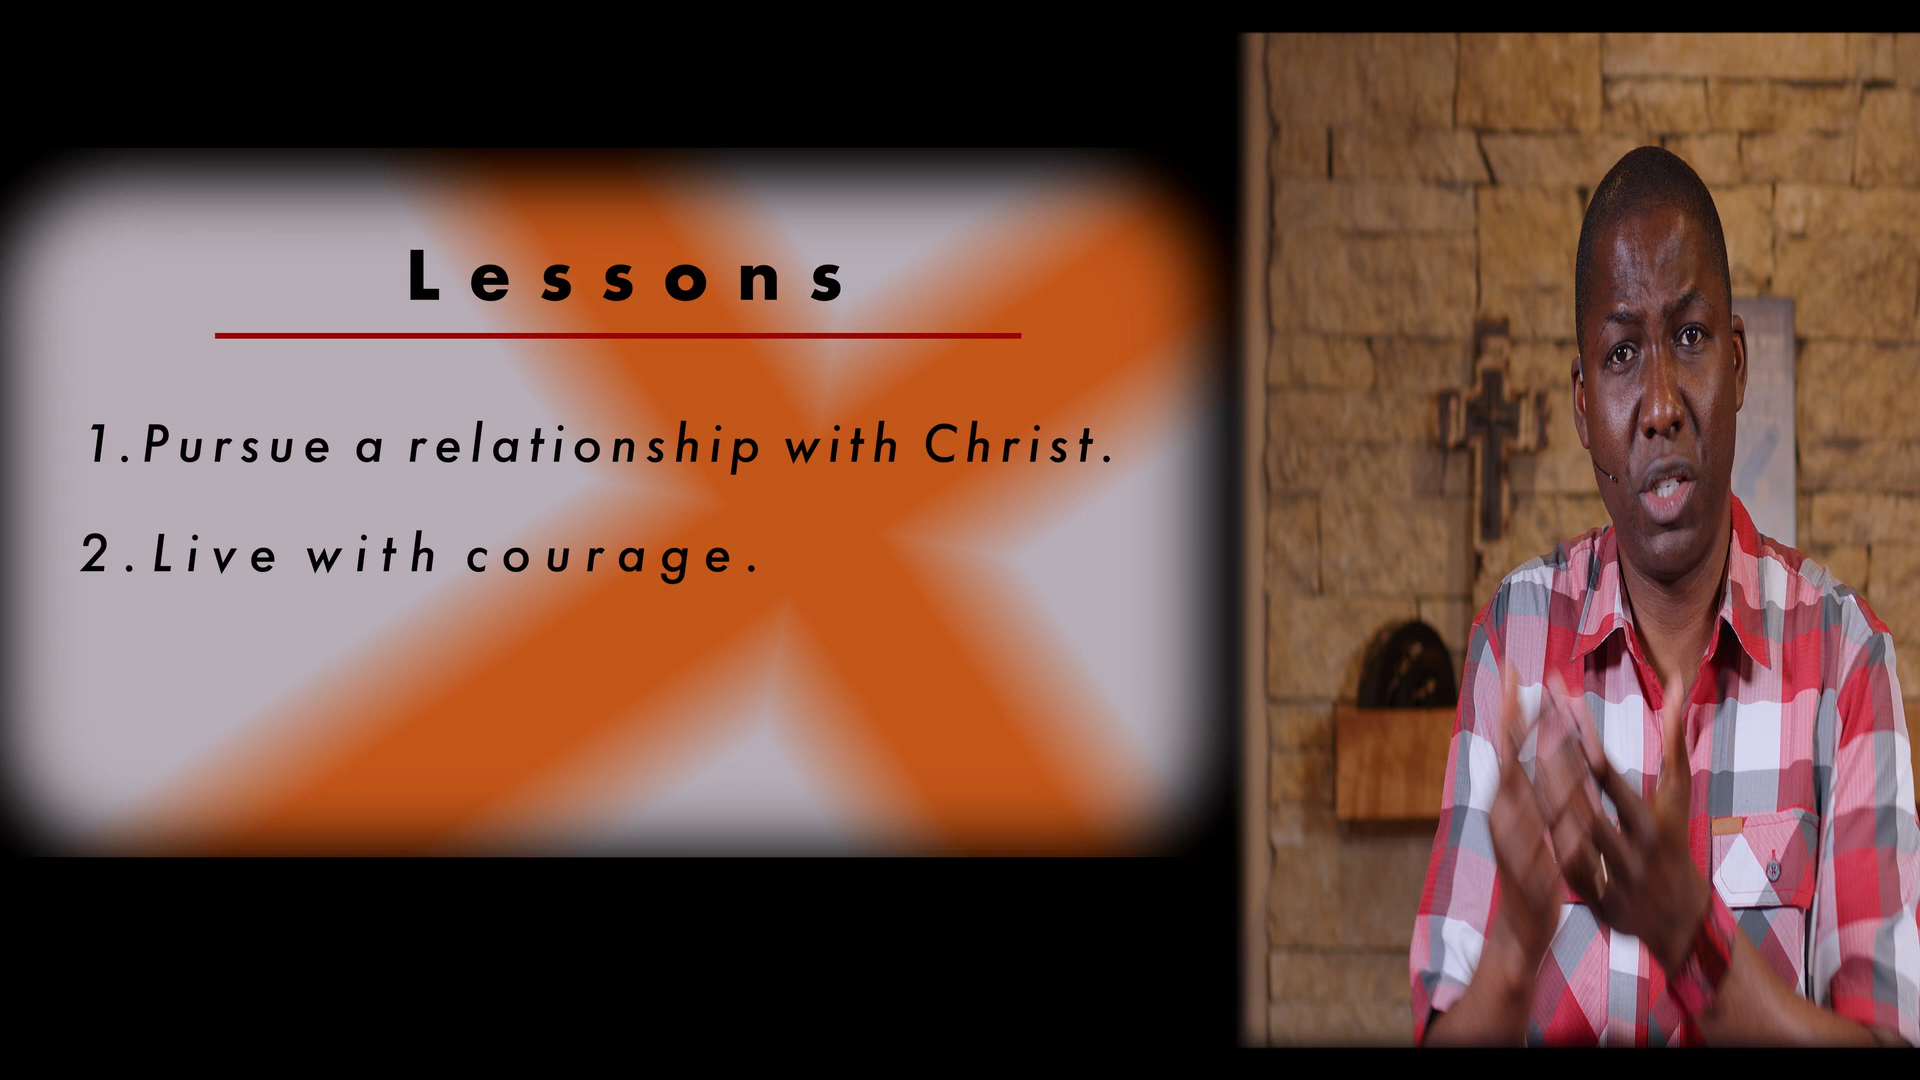 Lessons
1. Pursue a relationship with Christ.
2. Live with courage.